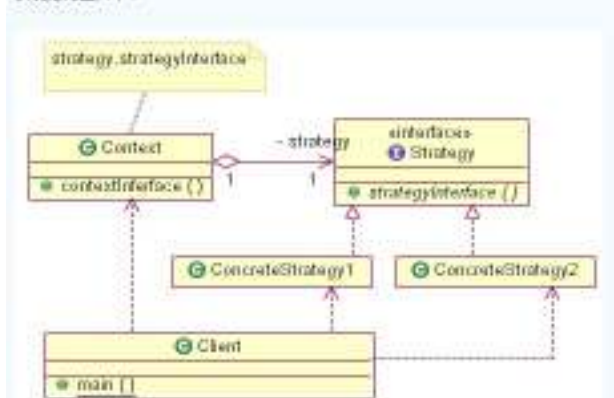 strategy.strategyInterface
Context
contextInterface ()
- strategy
1
1
«interface»
Strategy
strategyInterface ()
ConcreteStrategy1
ConcreteStrategy2
Client
main ()